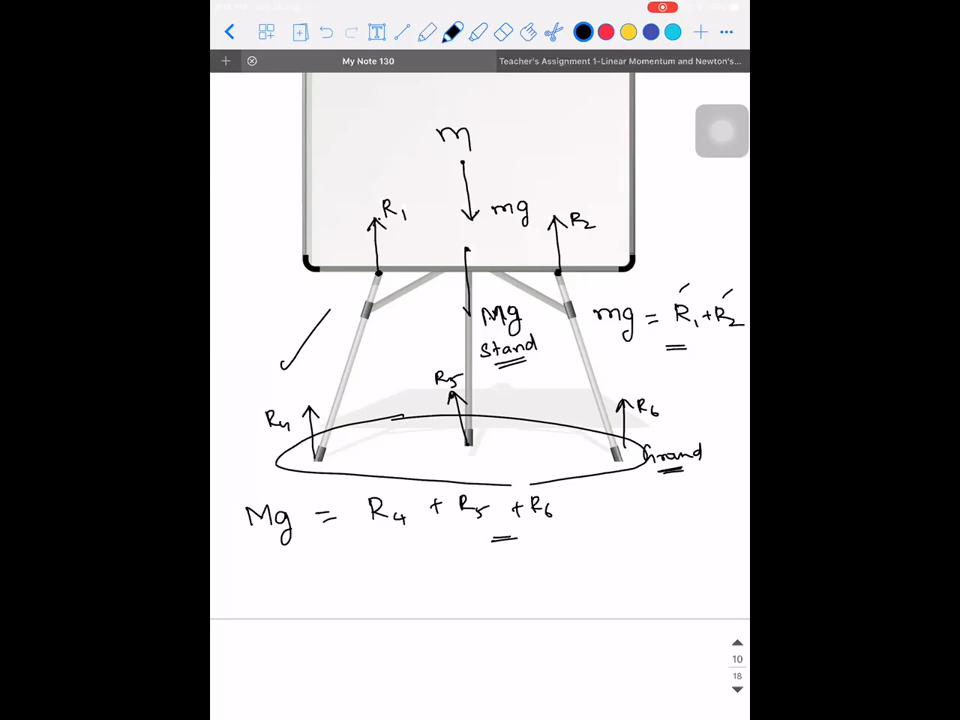 My Note 130
Teacher's Assignment 1-Linear Momentum and Newton's...
m
mg
R₁
R₂
Mg
Stand
mg = R₁ + R₂
R₅
R₄
R₆
Grand
Mg = R₄ + R₅ + R₆
10
18